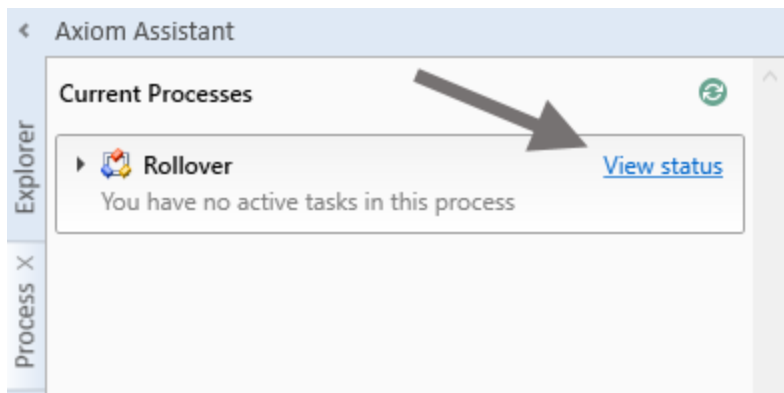 Axiom Assistant
Current Processes
Explorer
Rollover View status
You have no active tasks in this process
Process X